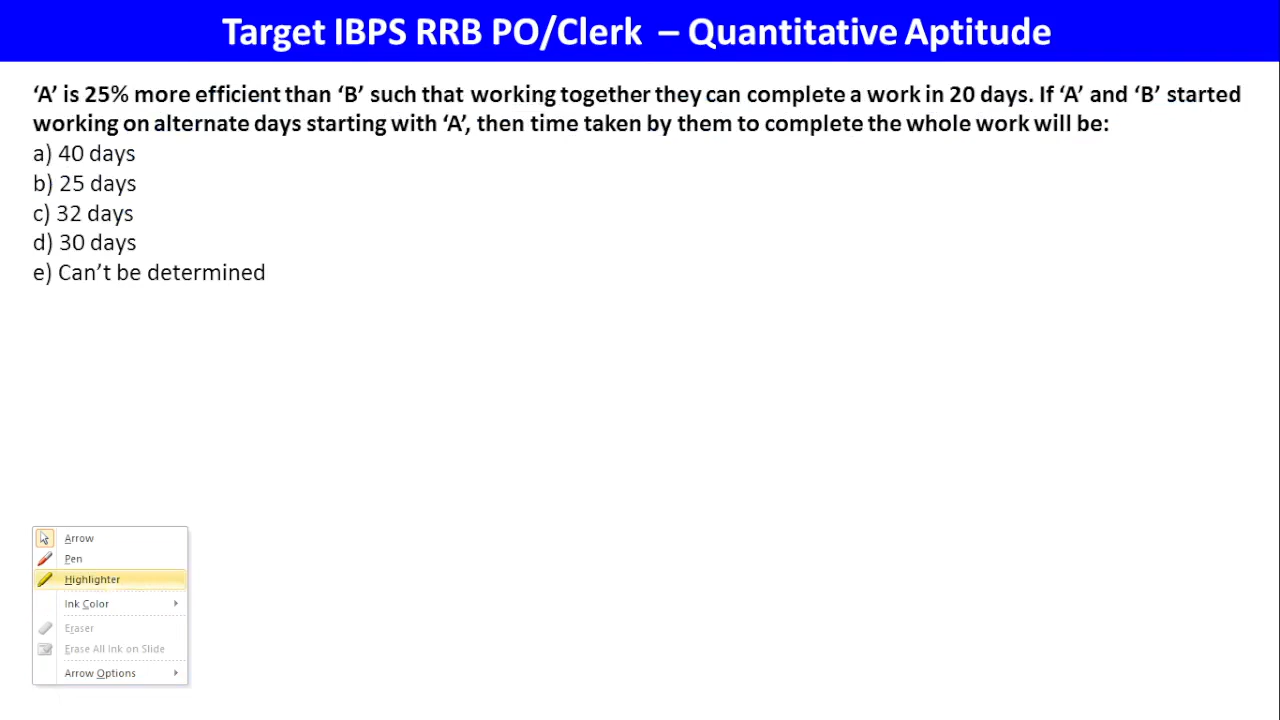 Target IBPS RRB PO/Clerk – Quantitative Aptitude
‘A’ is 25% more efficient than ‘B’ such that working together they can complete a work in 20 days. If ‘A’ and ‘B’ started
working on alternate days starting with ‘A’, then time taken by them to complete the whole work will be:
a) 40 days
b) 25 days
c) 32 days
d) 30 days
e) Can’t be determined
Arrow
Pen
Highlighter
Ink Color
Eraser
Erase All Ink on Slide
Arrow Options